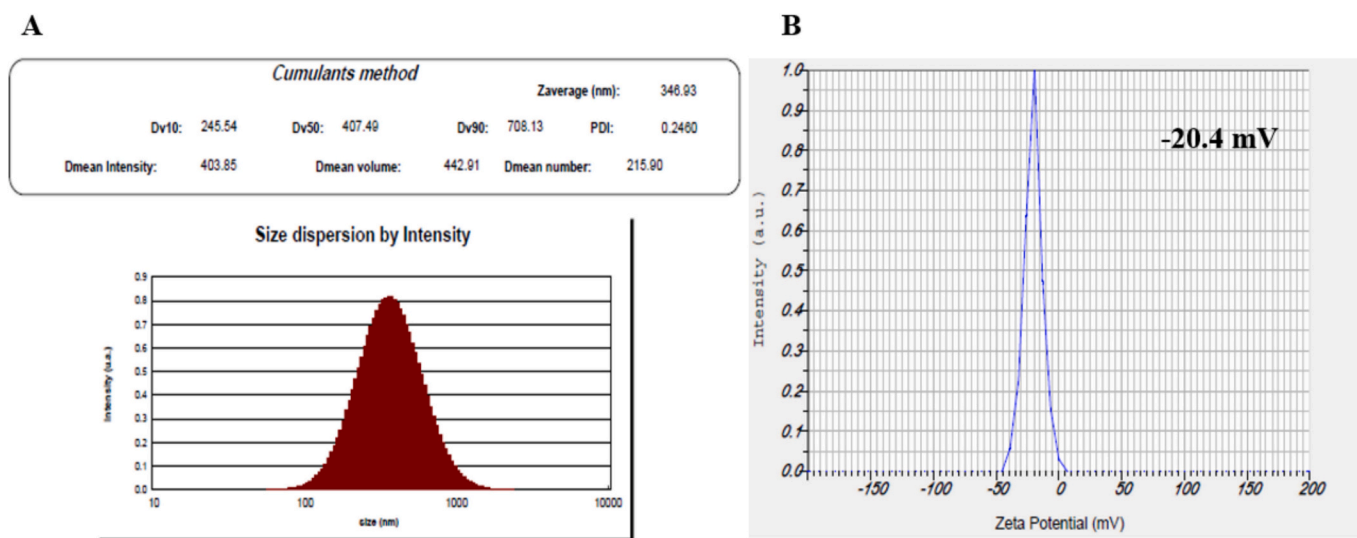 A
B
Cumulants method
Zaverage (nm): 346.93
Dv10: 245.54 Dv50: 407.49 Dv90: 708.13 PDI: 0.2460
Dmean Intensity: 403.85 Dmean volume: 442.91 Dmean number: 215.90
Size dispersion by Intensity
Intensity (u.a.)
0.9
0.8
0.7
0.6
0.5
0.4
0.3
0.2
0.1
0.0
10 100 1000 10000
size (nm)
-20.4 mV
Intensity (a.u.)
1.0
0.9
0.8
0.7
0.6
0.5
0.4
0.3
0.2
0.1
0.0
-150 -100 -50 0 50 100 150 200
Zeta Potential (mV)